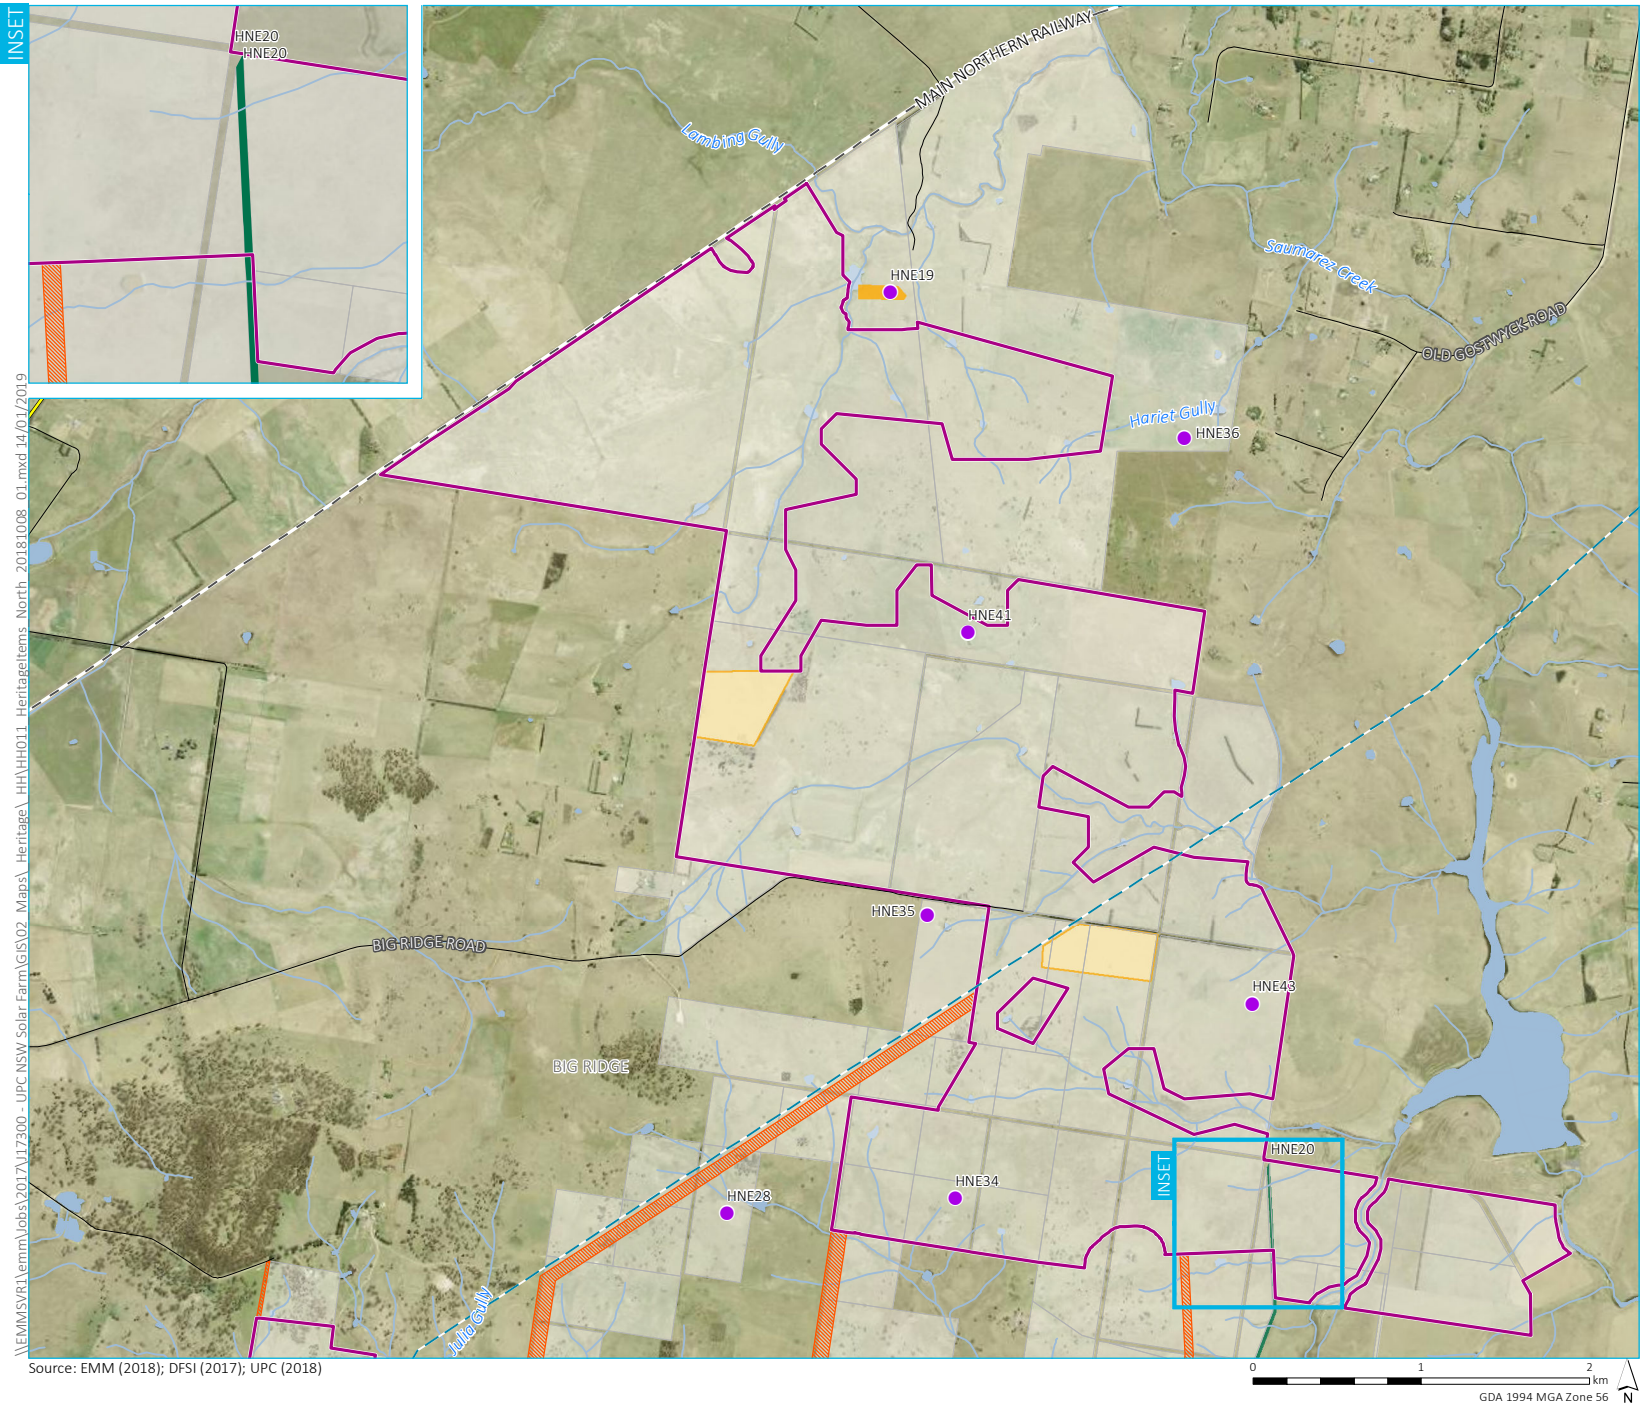 INSET
HNE20
HNE20
MAIN NORTHERN RAILWAY
Lambing Gully
Saumarez Creek
HNE19
OLD GOSTWYCK ROAD
Hariet Gully
HNE36
HNE41
HNE35
BIG RIDGE ROAD
HNE43
BIG RIDGE
HNE20
INSET
HNE34
HNE28
Julia Gully
\\EMMSVR1\emm\Jobs\2017\J17300 - UPC NSW Solar Farm\GIS\02_Maps\_Heritage\_HH\HH011_HeritageItems_North_20181008_01.mxd 14/01/2019
Source: EMM (2018); DFSI (2017); UPC (2018)
0 1 2
km
GDA 1994 MGA Zone 56
N